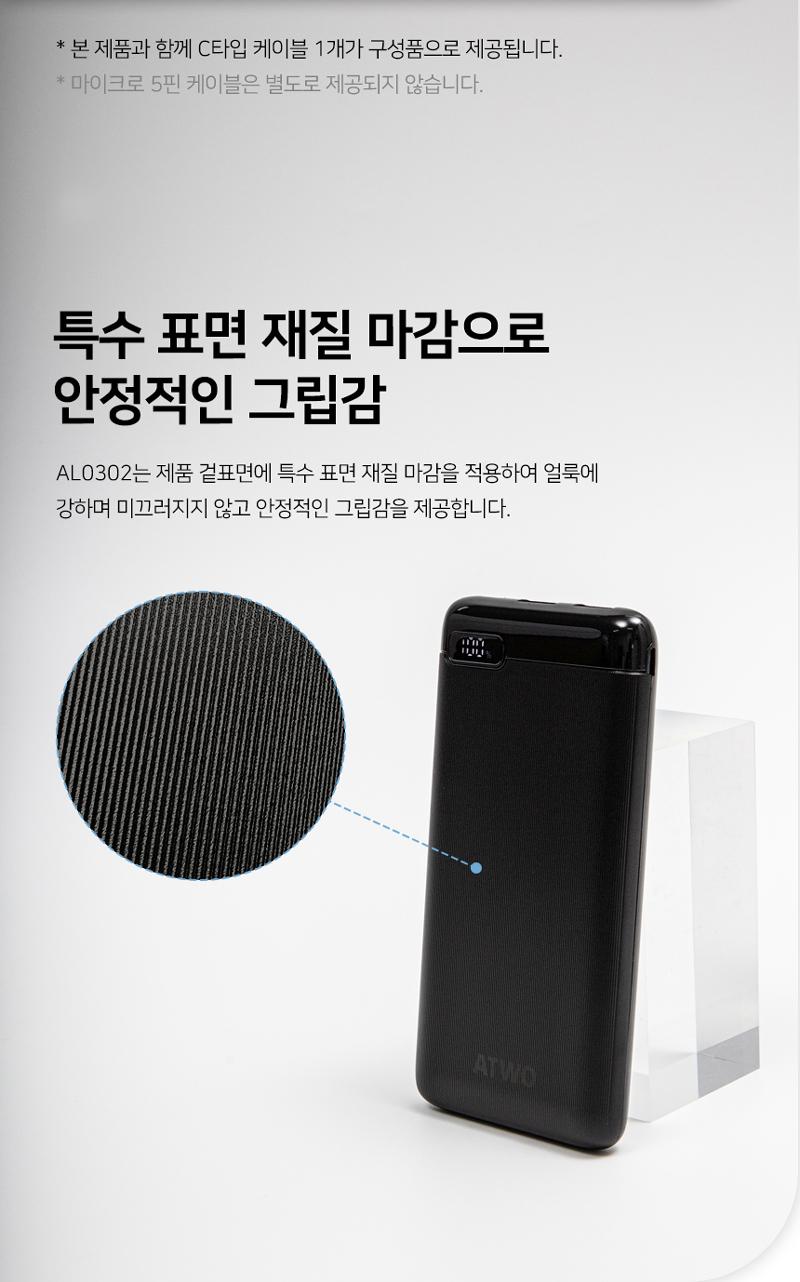 * 본 제품과 함께 C타입 케이블 1개가 구성품으로 제공됩니다.
* 마이크로 5핀 케이블은 별도로 제공되지 않습니다.
특수 표면 재질 마감으로
안정적인 그립감
AL0302는 제품 겉표면에 특수 표면 재질 마감을 적용하여 얼룩에
강하며 미끄러지지 않고 안정적인 그립감을 제공합니다.
100%
ATWO